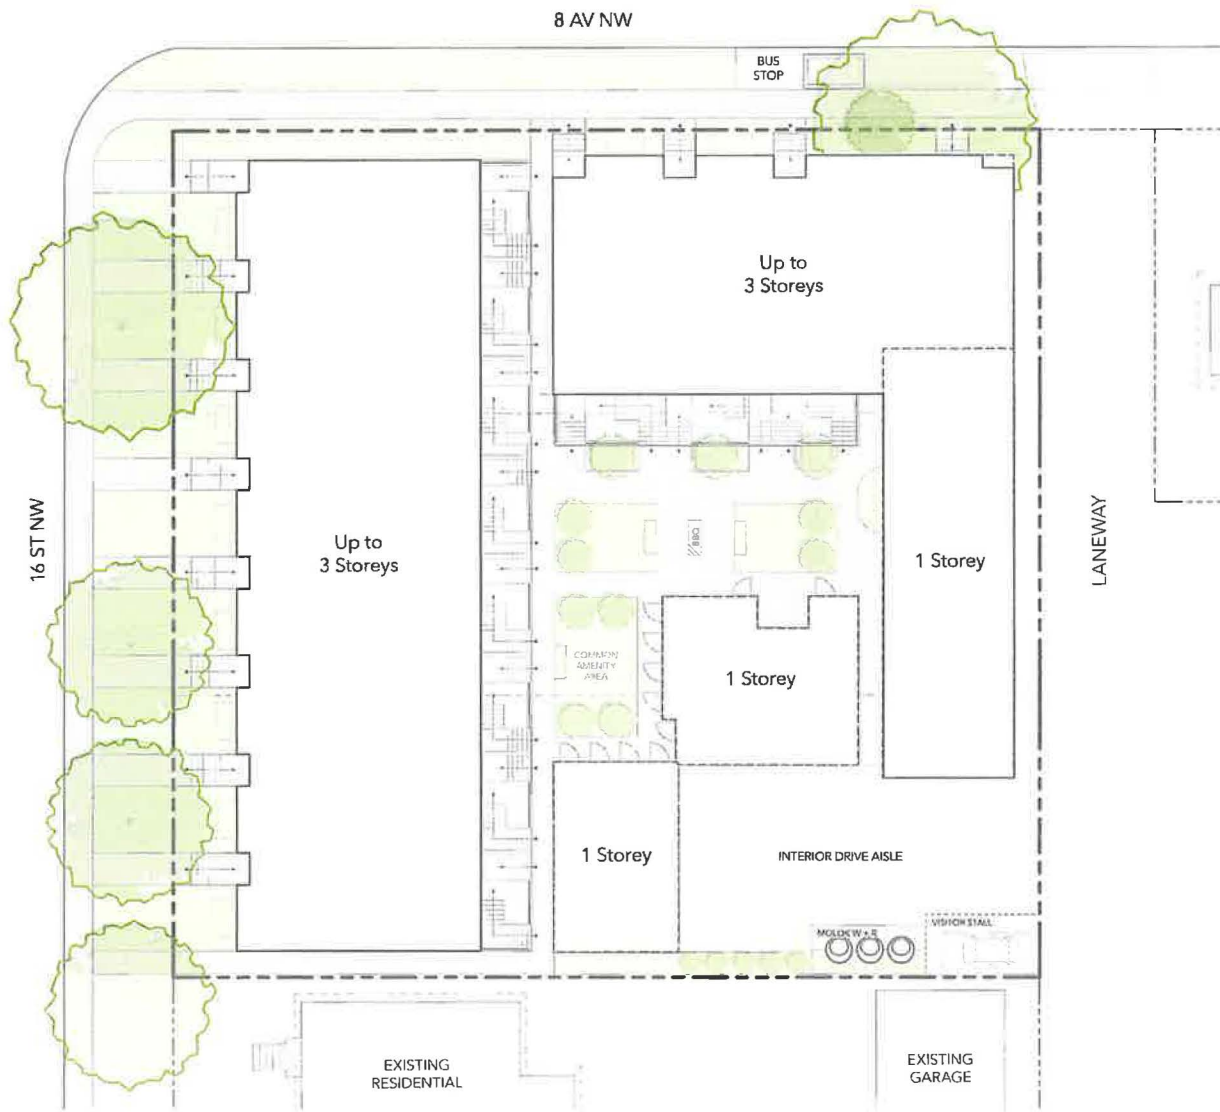 8 AV NW
BUS
STOP
Up to
3 Storeys
16 ST NW
Up to
3 Storeys
BBQ
1 Storey
LANEWAY
COMMON
AMENITY
AREA
1 Storey
1 Storey
INTERIOR DRIVE AISLE
MOLOK W + R
VISITOR STALL
EXISTING
RESIDENTIAL
EXISTING
GARAGE